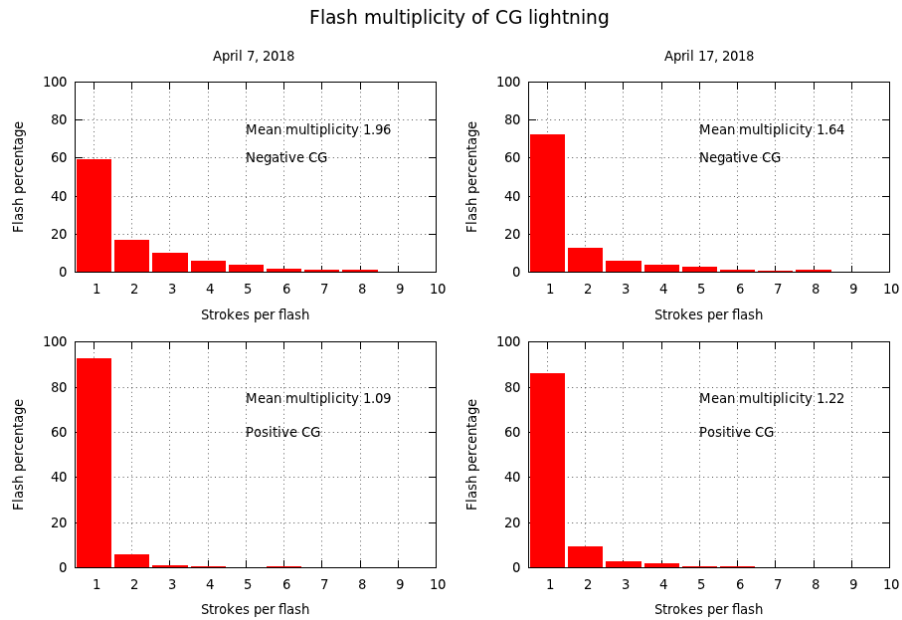 Flash multiplicity of CG lightning
April 7, 2018
100
80
60
40
20
0
Flash percentage
Mean multiplicity 1.96
Negative CG
1 2 3 4 5 6 7 8 9 10
Strokes per flash
April 17, 2018
100
80
60
40
20
0
Flash percentage
Mean multiplicity 1.64
Negative CG
1 2 3 4 5 6 7 8 9 10
Strokes per flash
100
80
60
40
20
0
Flash percentage
Mean multiplicity 1.09
Positive CG
1 2 3 4 5 6 7 8 9 10
Strokes per flash
100
80
60
40
20
0
Flash percentage
Mean multiplicity 1.22
Positive CG
1 2 3 4 5 6 7 8 9 10
Strokes per flash